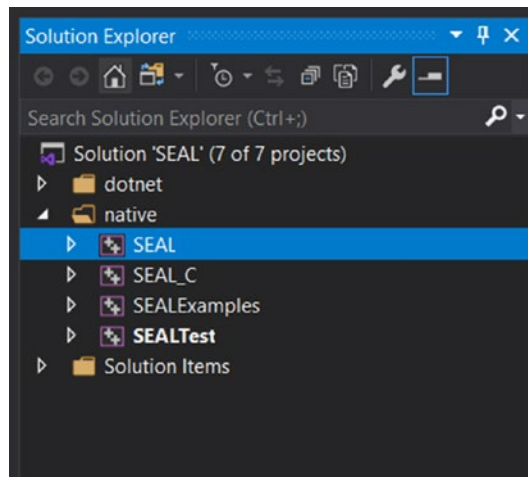 Solution Explorer
Search Solution Explorer (Ctrl+;)
Solution 'SEAL' (7 of 7 projects)
dotnet
native
SEAL
SEAL_C
SEALExamples
SEALTest
Solution Items